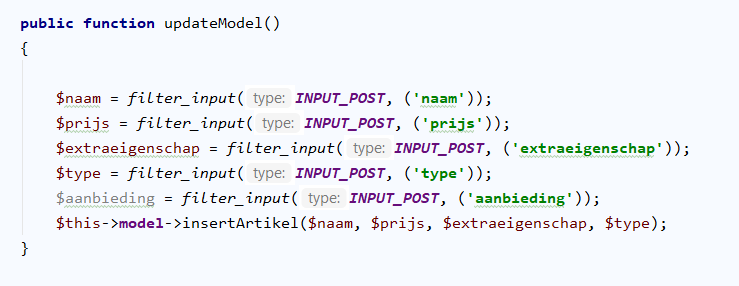 public function updateModel()
{
$naam = filter_input( type: INPUT_POST, ('naam'));
$prijs = filter_input( type: INPUT_POST, ('prijs'));
$extraeigenschap = filter_input( type: INPUT_POST, ('extraeigenschap'));
$type = filter_input( type: INPUT_POST, ('type'));
$aanbieding = filter_input( type: INPUT_POST, ('aanbieding'));
$this->model->insertArtikel($naam, $prijs, $extraeigenschap, $type);
}